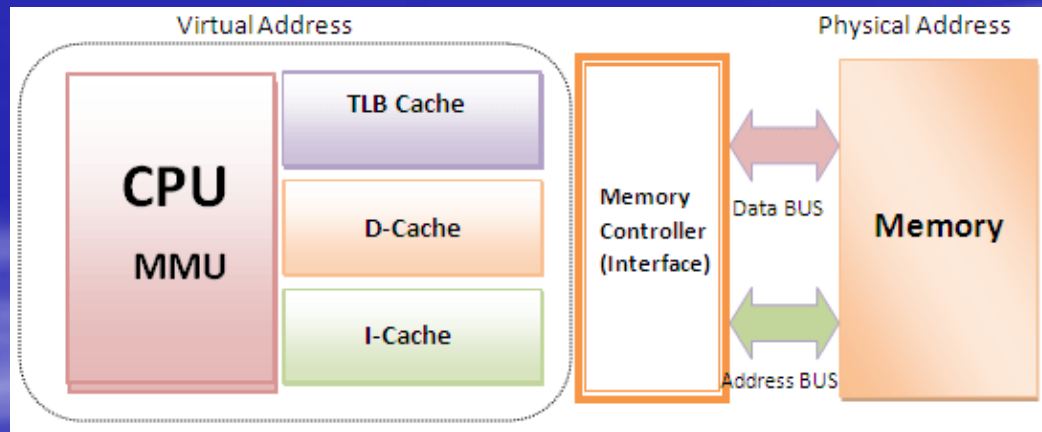 Virtual Address
Physical Address
CPU
MMU
TLB Cache
D-Cache
I-Cache
Memory
Controller
(Interface)
Data BUS
Address BUS
Memory